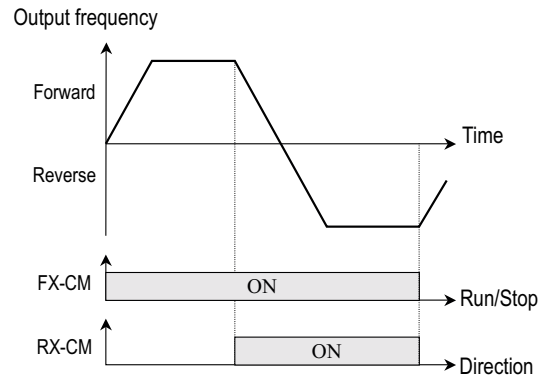 Output frequency
Forward
Time
Reverse
FX-CM
ON
Run/Stop
RX-CM
ON
Direction